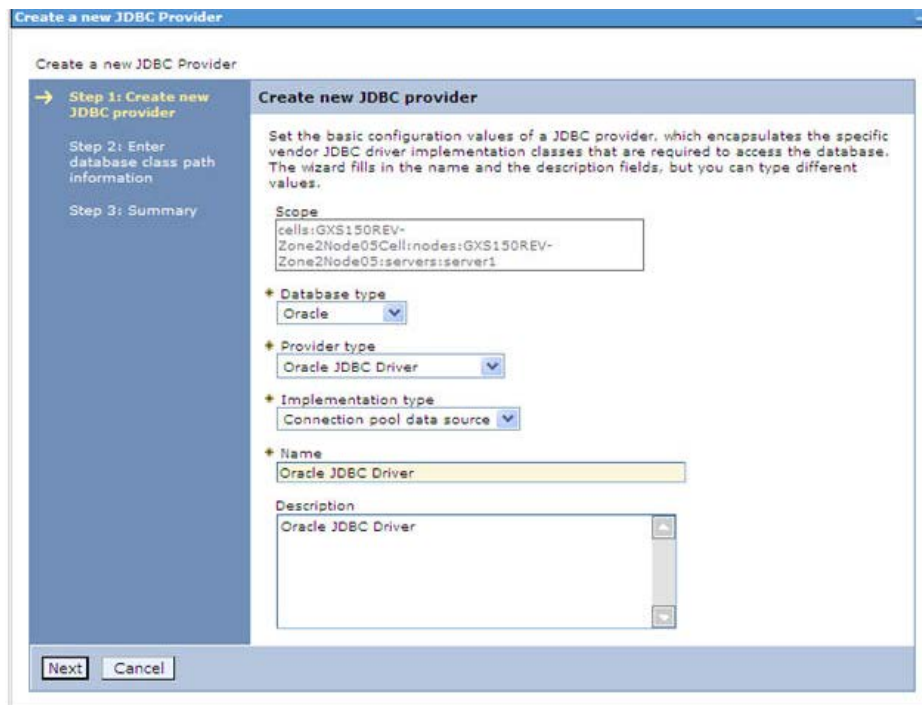 Create a new JDBC Provider
Create a new JDBC Provider
Step 1: Create new
JDBC provider
Step 2: Enter
database class path
information
Step 3: Summary
Create new JDBC provider
Set the basic configuration values of a JDBC provider, which encapsulates the specific
vendor JDBC driver implementation classes that are required to access the database.
The wizard fills in the name and the description fields, but you can type different
values.
Scope
cells:GXS150REV-
Zone2Node05Cell:nodes:GXS150REV-
Zone2Node05:servers:server1
* Database type
Oracle
* Provider type
Oracle JDBC Driver
* Implementation type
Connection pool data source
* Name
Oracle JDBC Driver
Description
Oracle JDBC Driver
Next Cancel